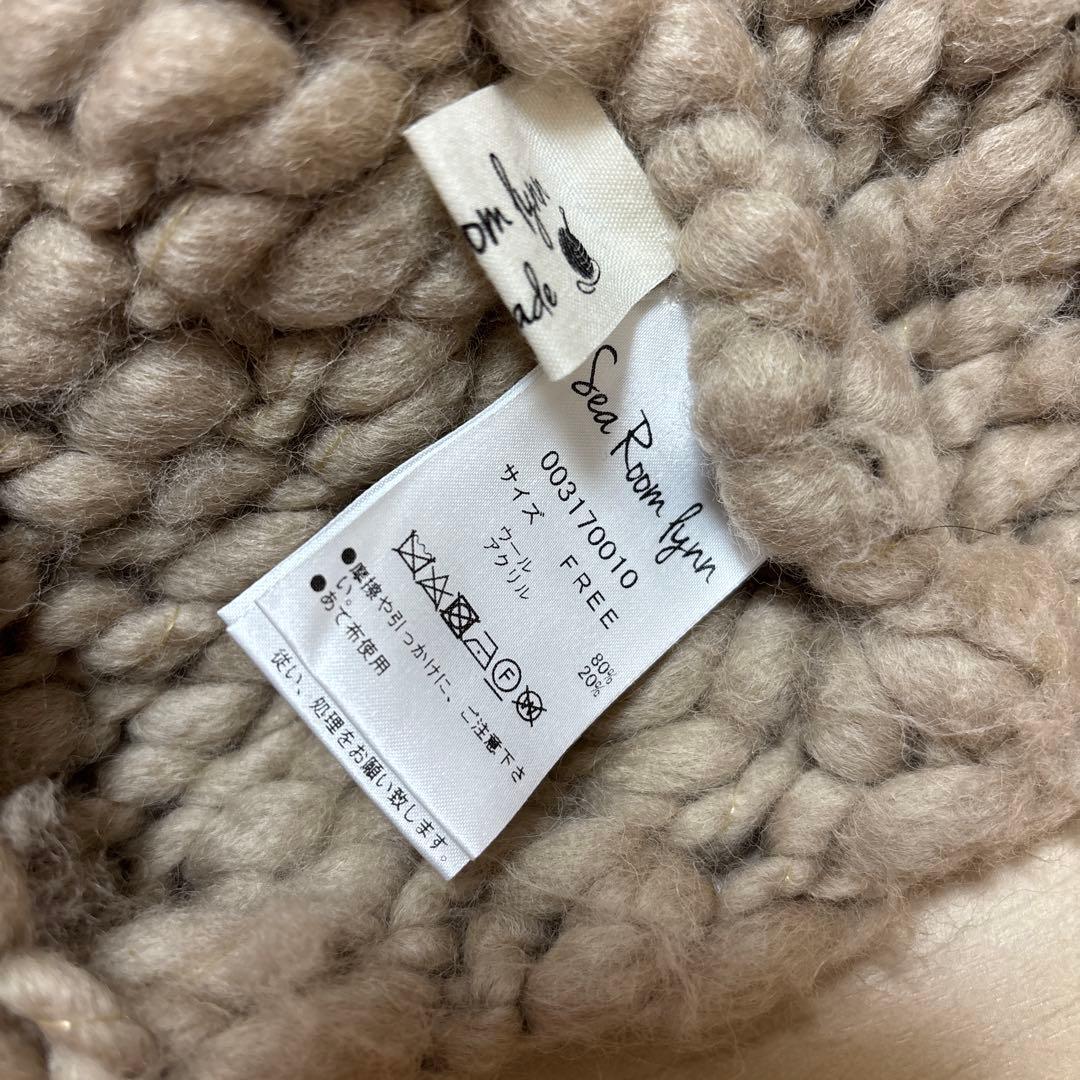 om lynn
ade
Sea Room lynn
003170010
サイズ FREE
ウール 80%
アクリル 20%
F
W
●摩擦や引っかけに、ご注意下さ
い。
●あて布使用
従い、処理をお願い致します。